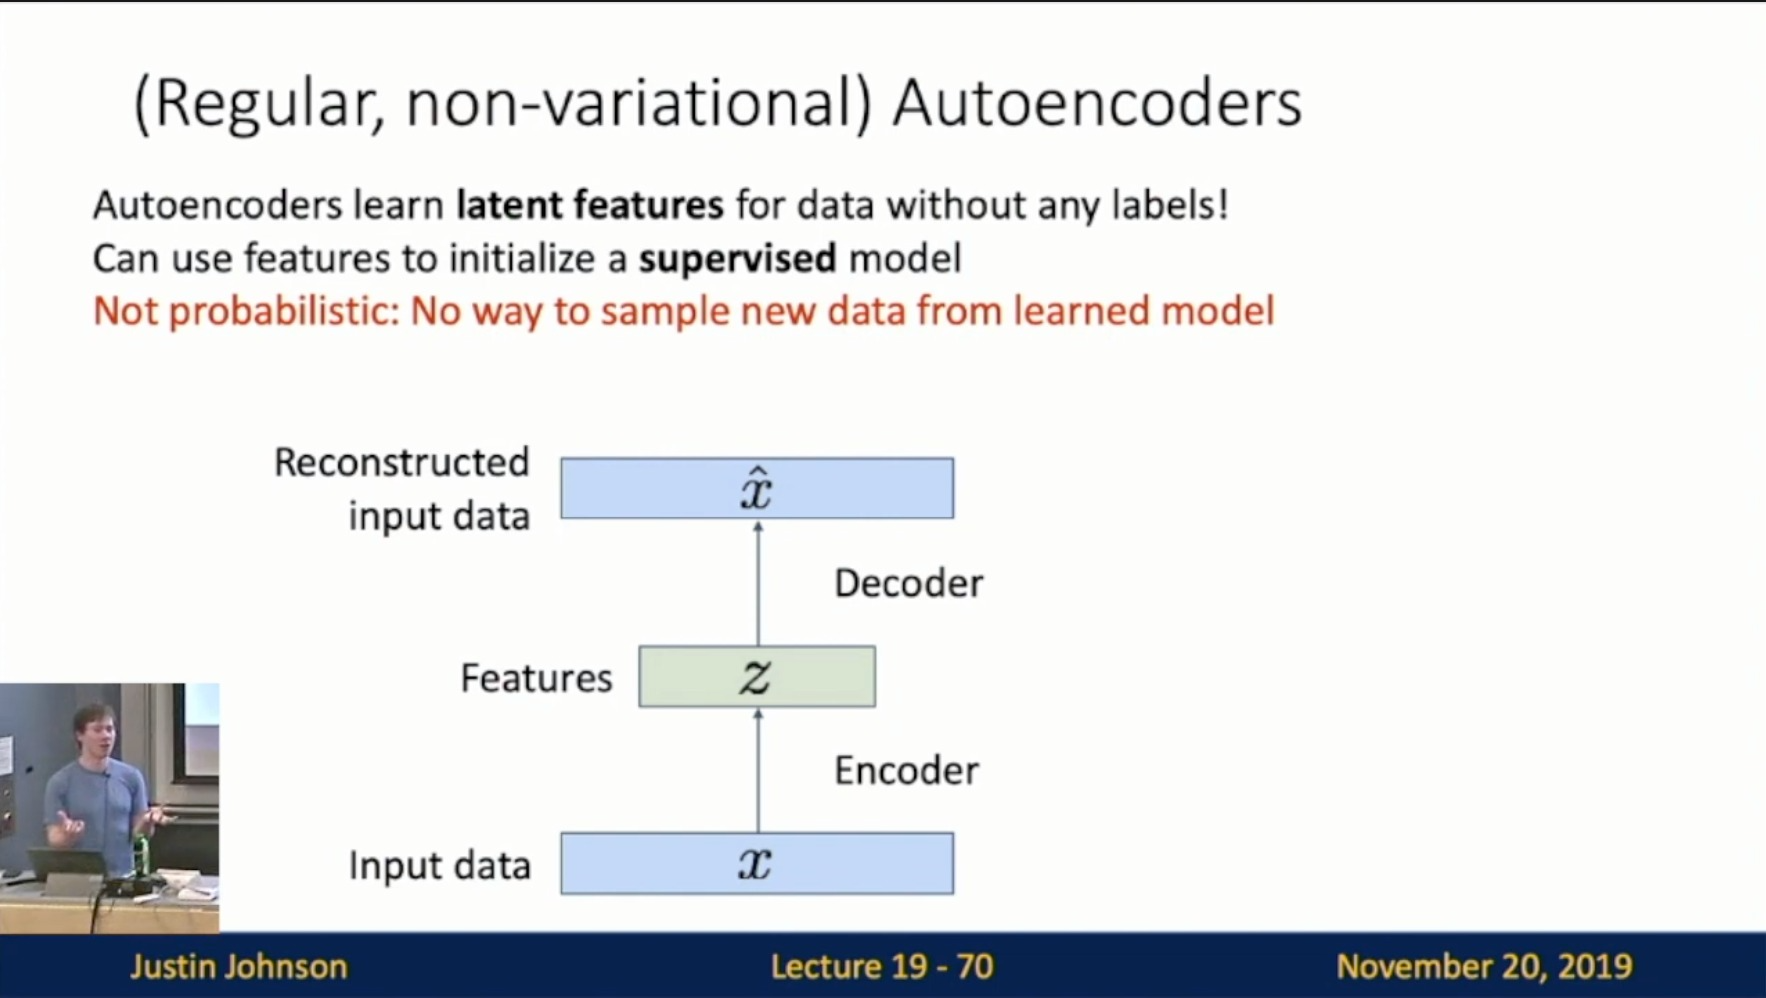 (Regular, non-variational) Autoencoders
Autoencoders learn latent features for data without any labels!
Can use features to initialize a supervised model
Not probabilistic: No way to sample new data from learned model
Reconstructed
input data
x̂
Decoder
Features
z
Encoder
Input data
x
Justin Johnson
Lecture 19 - 70
November 20, 2019